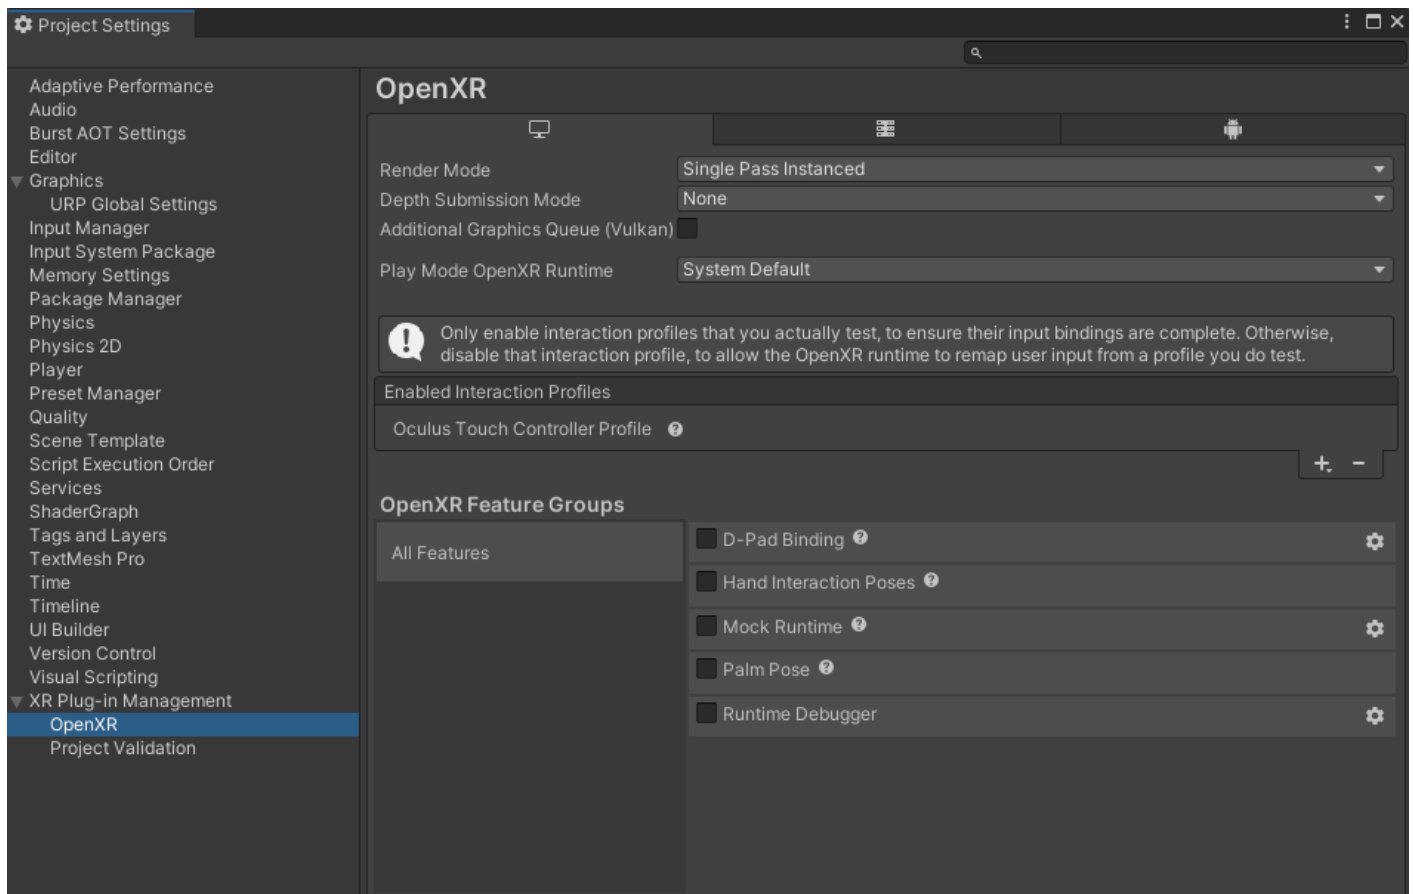 Project Settings
Adaptive Performance
Audio
Burst AOT Settings
Editor
Graphics
URP Global Settings
Input Manager
Input System Package
Memory Settings
Package Manager
Physics
Physics 2D
Player
Preset Manager
Quality
Scene Template
Script Execution Order
Services
ShaderGraph
Tags and Layers
TextMesh Pro
Time
Timeline
UI Builder
Version Control
Visual Scripting
XR Plug-in Management
OpenXR
Project Validation
OpenXR
Render Mode Single Pass Instanced
Depth Submission Mode None
Additional Graphics Queue (Vulkan)
Play Mode OpenXR Runtime System Default
Only enable interaction profiles that you actually test, to ensure their input bindings are complete. Otherwise,
disable that interaction profile, to allow the OpenXR runtime to remap user input from a profile you do test.
Enabled Interaction Profiles
Oculus Touch Controller Profile
OpenXR Feature Groups
All Features
D-Pad Binding
Hand Interaction Poses
Mock Runtime
Palm Pose
Runtime Debugger